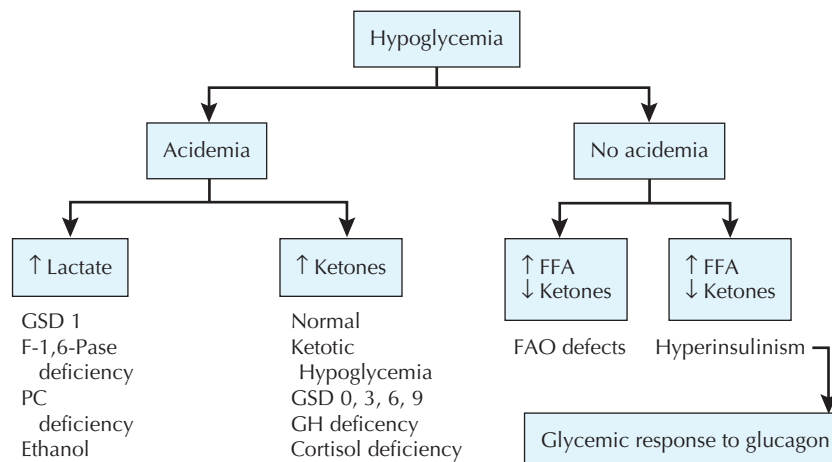 Hypoglycemia
Acidemia
No acidemia
↑ Lactate
↑ Ketones
↑ FFA
↓ Ketones
↑ FFA
↓ Ketones
GSD 1
F-1,6-Pase
deficiency
PC
deficiency
Ethanol
Normal
Ketotic
Hypoglycemia
GSD 0, 3, 6, 9
GH deficency
Cortisol deficiency
FAO defects
Hyperinsulinism
Glycemic response to glucagon